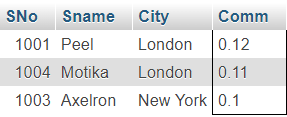 SNo Sname City Comm
1001 Peel London 0.12
1004 Motika London 0.11
1003 Axelron New York 0.1